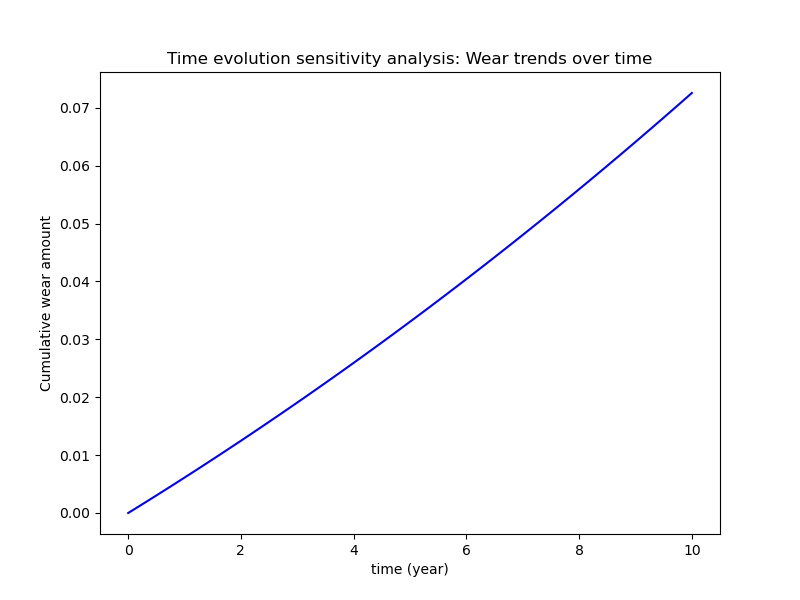 Time evolution sensitivity analysis: Wear trends over time
0.07
0.06
0.05
0.04
0.03
0.02
0.01
0.00
Cumulative wear amount
0 2 4 6 8 10
time (year)